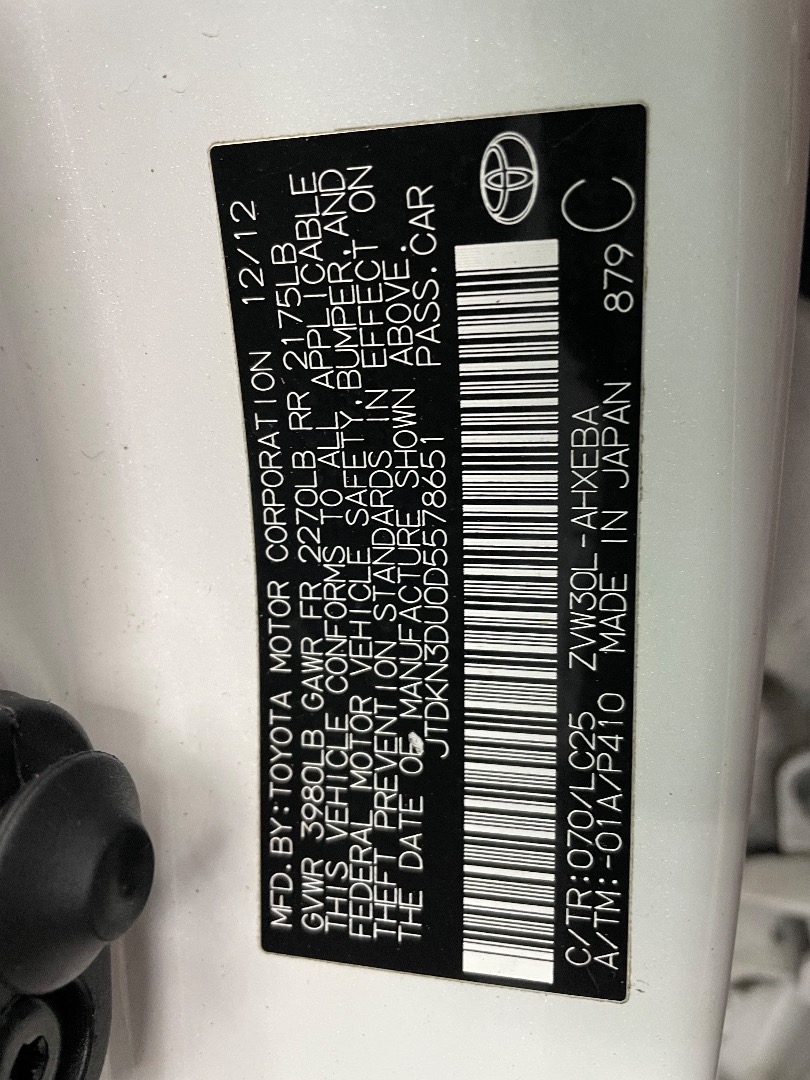 MFD. BY: TOYOTA MOTOR CORPORATION 12/12
GVWR 3980LB GAWR FR 2270LB RR 2175LB
THIS VEHICLE CONFORMS TO ALL APPLICABLE
FEDERAL MOTOR VEHICLE SAFETY, BUMPER, AND
THEFT PREVENTION STANDARDS IN EFFECT ON
THE DATE OF MANUFACTURE SHOWN ABOVE.
JTDKN3DU0D5578651 PASS. CAR
C/TR: 070/LC25 ZVW30L-AHXEBA C
A/TM: -01A/P410 MADE IN JAPAN 879